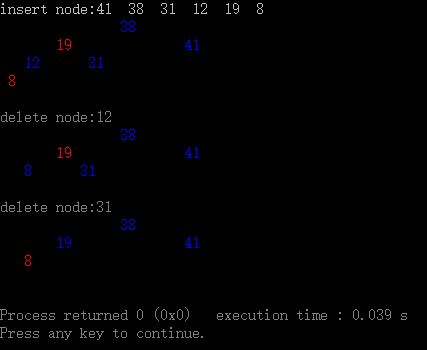 insert node:41 38 31 12 19 8
38
19 41
12 31
8
delete node:12
38
19 41
8 31
delete node:31
38
19 41
8
Process returned 0 (0x0) execution time : 0.039 s
Press any key to continue.